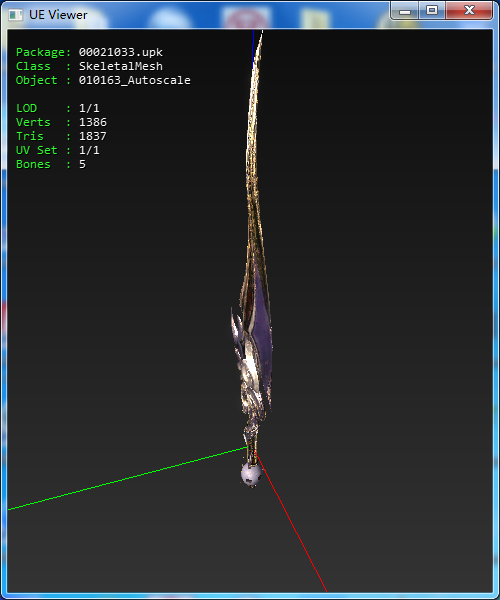 UE Viewer
Package: 00021033.upk
Class : SkeletalMesh
Object : 010163_Autoscale
LOD : 1/1
Verts : 1386
Tris : 1837
UV Set : 1/1
Bones : 5